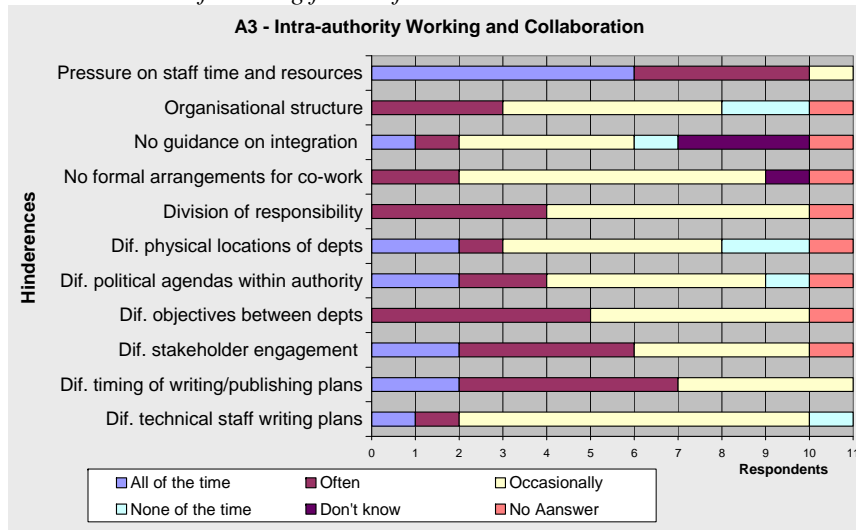 A3 - Intra-authority Working and Collaboration
Hinderences
Pressure on staff time and resources
Organisational structure
No guidance on integration
No formal arrangements for co-work
Division of responsibility
Dif. physical locations of depts
Dif. political agendas within authority
Dif. objectives between depts
Dif. stakeholder engagement
Dif. timing of writing/publishing plans
Dif. technical staff writing plans
0 1 2 3 4 5 6 7 8 9 10 11
Respondents
All of the time Often Occasionally
None of the time Don't know No Aanswer